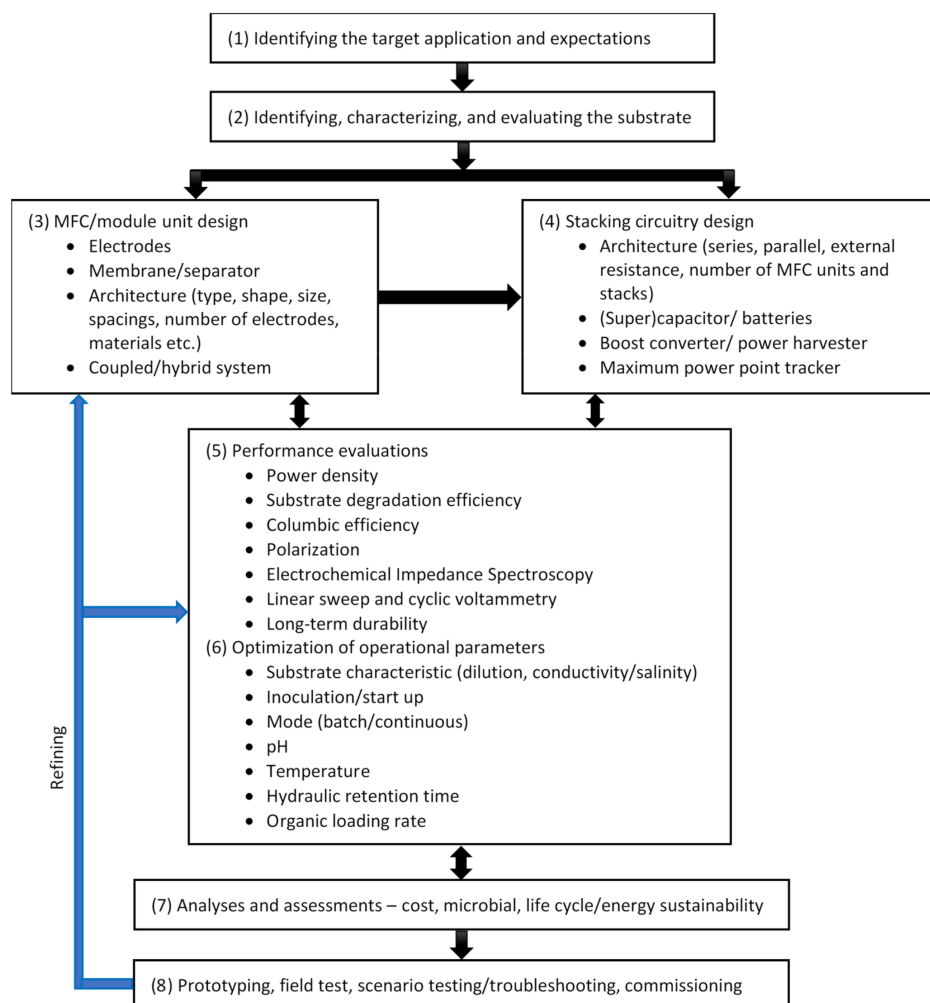 (1) Identifying the target application and expectations
(2) Identifying, characterizing, and evaluating the substrate
(3) MFC/module unit design
• Electrodes
• Membrane/separator
• Architecture (type, shape, size,
spacings, number of electrodes,
materials etc.)
• Coupled/hybrid system
(4) Stacking circuitry design
• Architecture (series, parallel, external
resistance, number of MFC units and
stacks)
• (Super)capacitor/ batteries
• Boost converter/ power harvester
• Maximum power point tracker
(5) Performance evaluations
• Power density
• Substrate degradation efficiency
• Columbic efficiency
• Polarization
• Electrochemical Impedance Spectroscopy
• Linear sweep and cyclic voltammetry
• Long-term durability
(6) Optimization of operational parameters
• Substrate characteristic (dilution, conductivity/salinity)
• Inoculation/start up
• Mode (batch/continuous)
• pH
• Temperature
• Hydraulic retention time
• Organic loading rate
Refining
(7) Analyses and assessments – cost, microbial, life cycle/energy sustainability
(8) Prototyping, field test, scenario testing/troubleshooting, commissioning